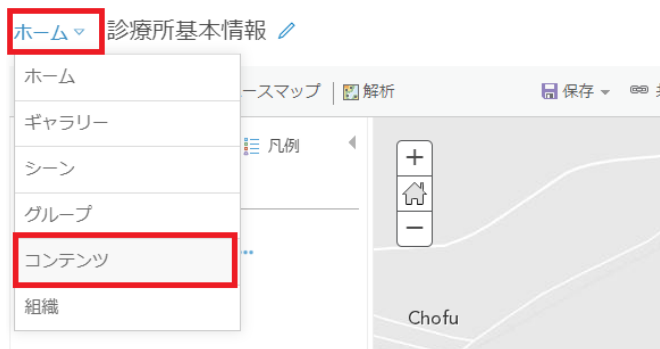 ホーム 診療所基本情報
ホーム
ースマップ 解析 保存
ギャラリー
凡例
シーン
グループ
コンテンツ
組織
Chofu